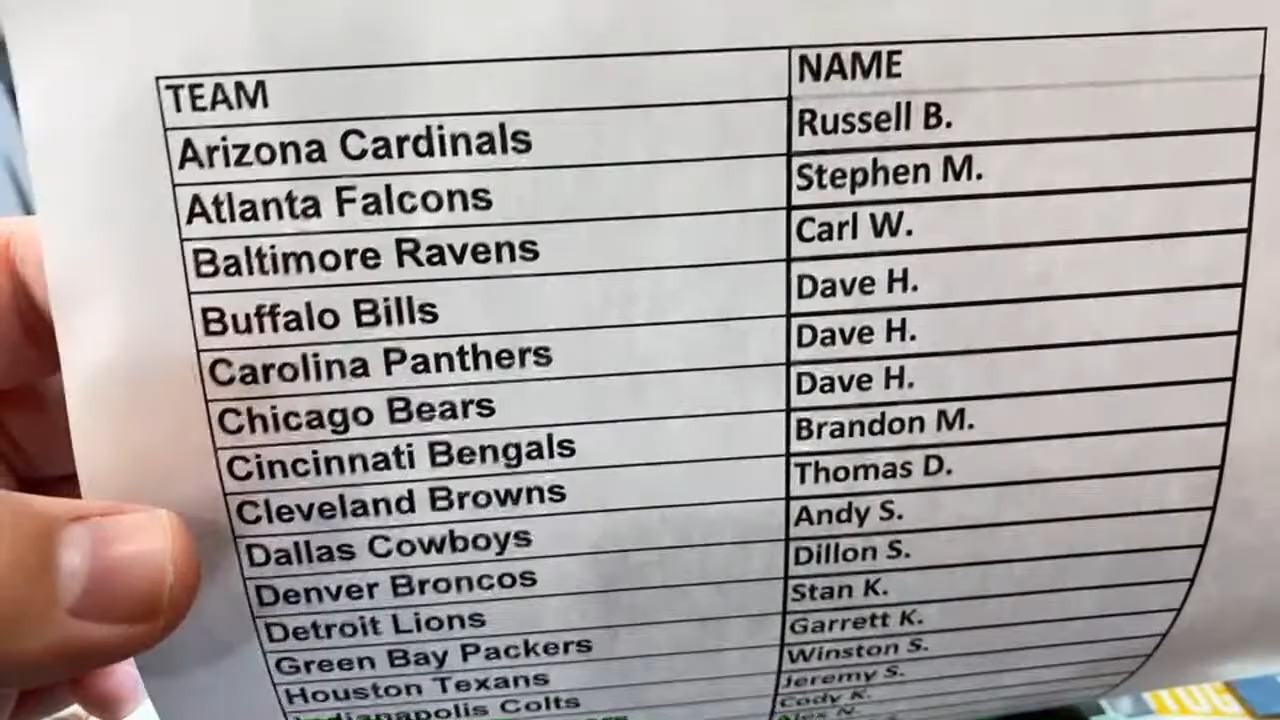 TEAM NAME
Arizona Cardinals Russell B.
Atlanta Falcons Stephen M.
Baltimore Ravens Carl W.
Buffalo Bills Dave H.
Carolina Panthers Dave H.
Chicago Bears Dave H.
Cincinnati Bengals Brandon M.
Cleveland Browns Thomas D.
Dallas Cowboys Andy S.
Denver Broncos Dillon S.
Detroit Lions Stan K.
Green Bay Packers Garrett K.
Houston Texans Winston S.
Indianapolis Colts Jeremy S.
Cody K.